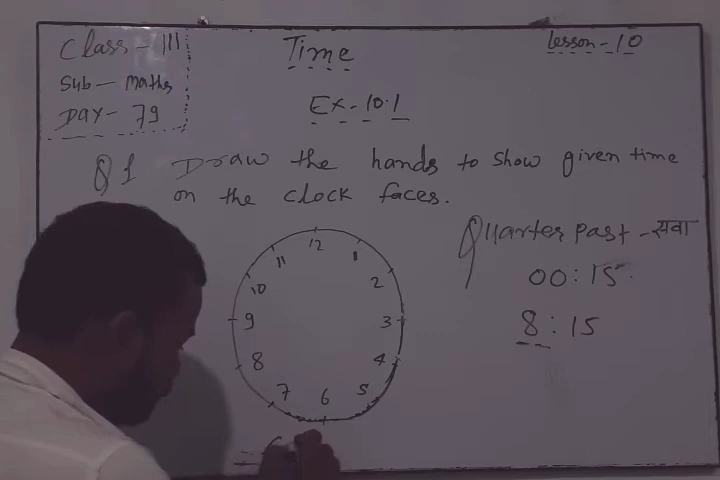 Class - III
Sub - Maths
Day - 79
Time
Lesson - 10
Ex - 10.1
Q 1 Draw the hands to show given time
on the clock faces.
Quarter Past - सवा
00 : 15
8 : 15
12
1
2
3
4
5
6
7
8
9
10
11